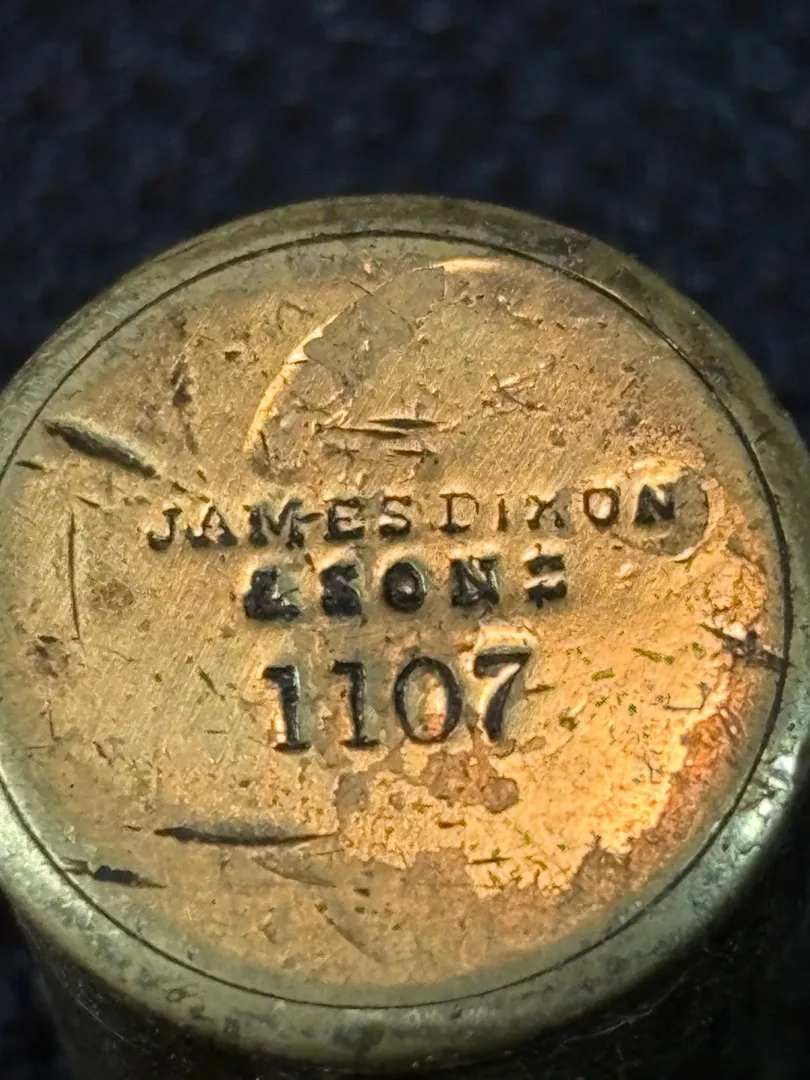 JAMES DIXON
& SONS
1107